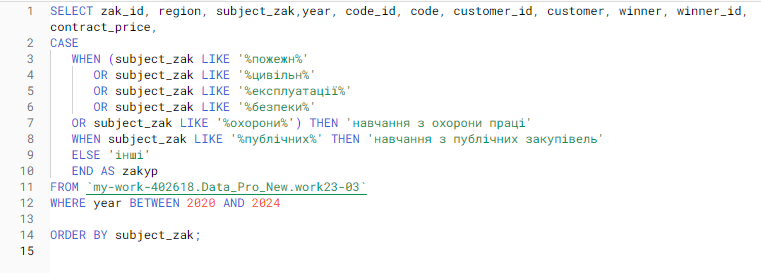 1 SELECT zak_id, region, subject_zak,year, code_id, code, customer_id, customer, winner, winner_id,
contract_price,
2 CASE
3 WHEN (subject_zak LIKE '%пожежн%'
4 OR subject_zak LIKE '%цивільн%'
5 OR subject_zak LIKE '%експлуатації%'
6 OR subject_zak LIKE '%безпеки%'
7 OR subject_zak LIKE '%охорони%') THEN 'навчання з охорони праці'
8 WHEN subject_zak LIKE '%публічних%' THEN 'навчання з публічних закупівель'
9 ELSE 'інші'
10 END AS zakyp
11 FROM `my-work-402618.Data_Pro_New.work23-03`
12 WHERE year BETWEEN 2020 AND 2024
13
14 ORDER BY subject_zak;
15